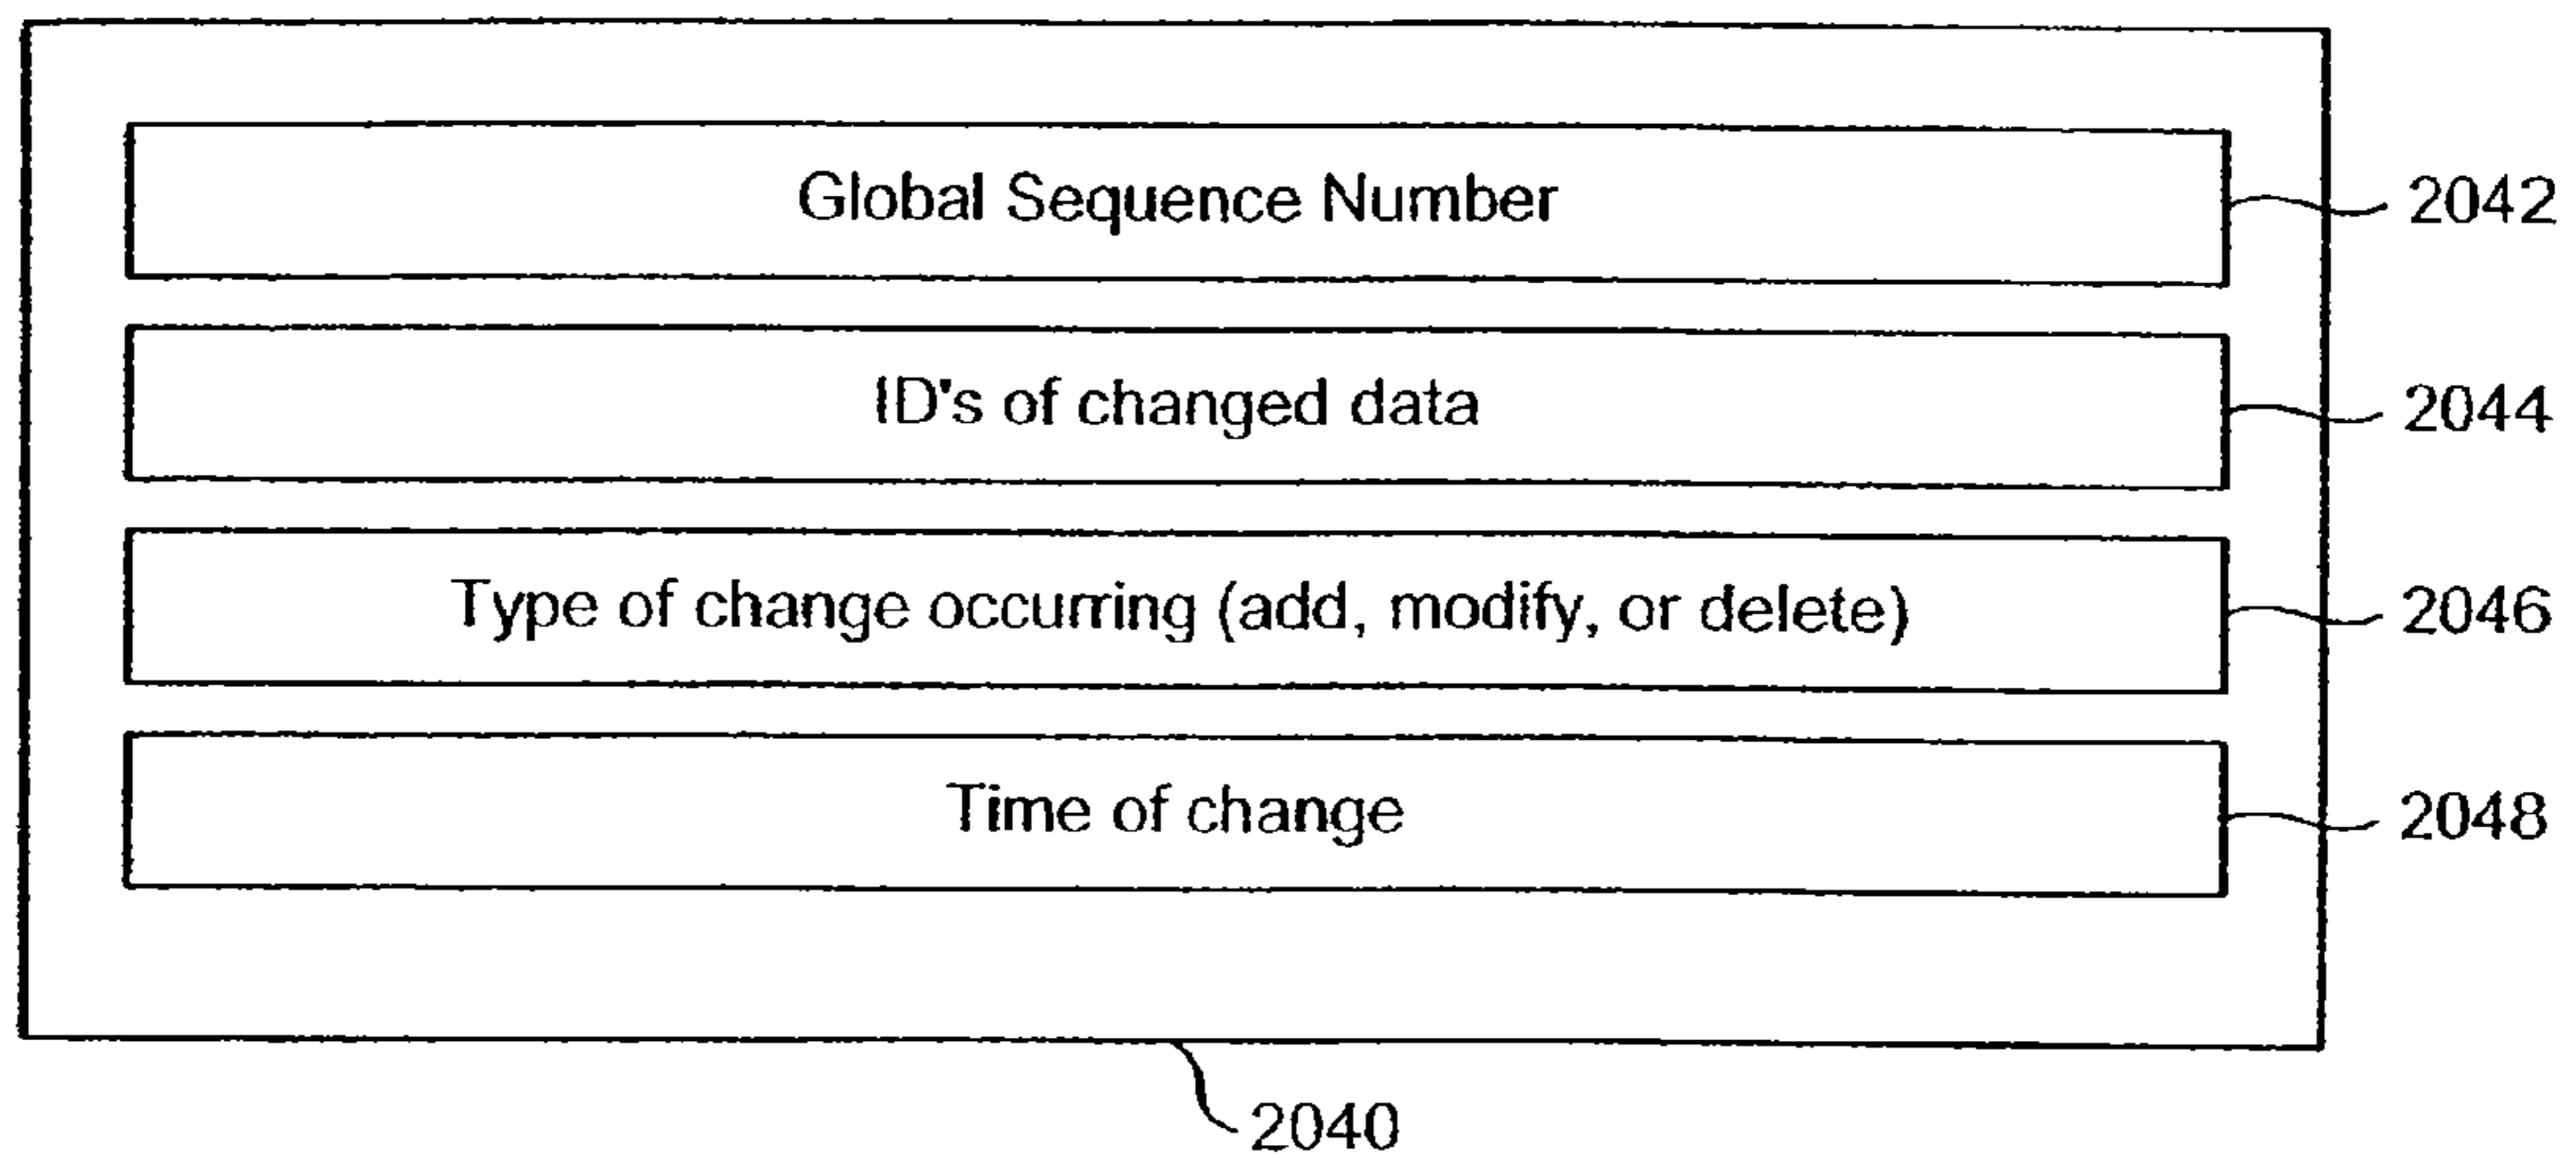 Global Sequence Number
2042
ID's of changed data
2044
Type of change occurring (add, modify, or delete)
2046
Time of change
2048
2040